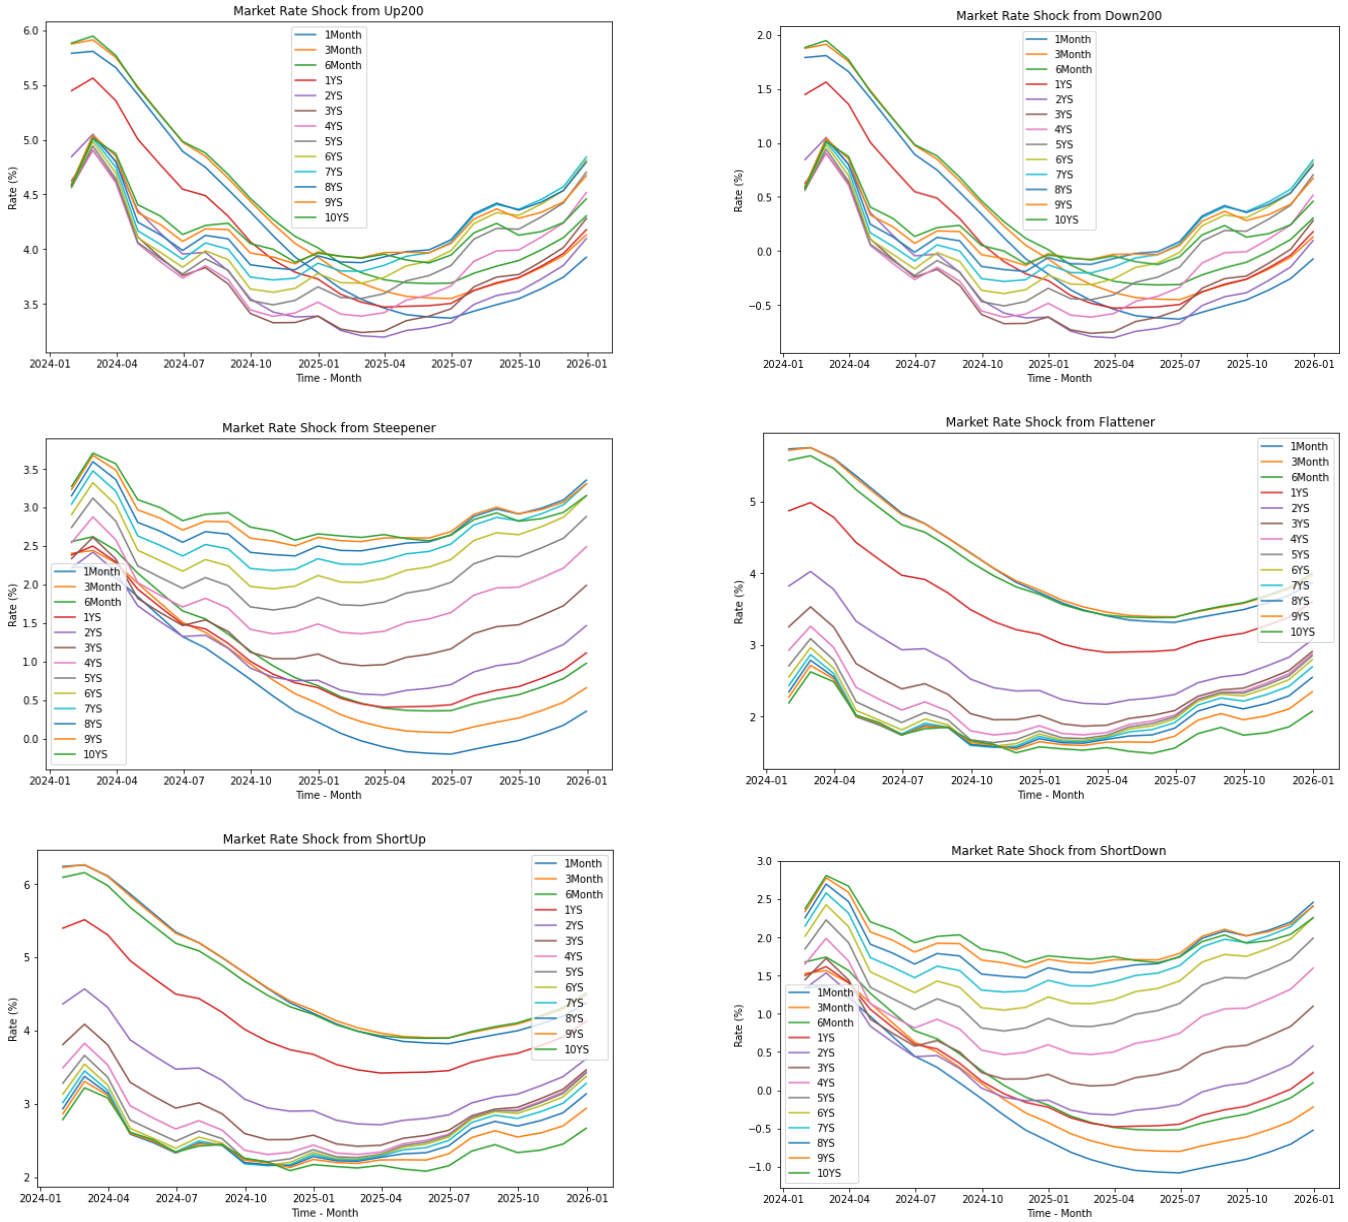 Market Rate Shock from Up200
Rate (%)
6.0
5.5
5.0
4.5
4.0
3.5
1Month
3Month
6Month
1YS
2YS
3YS
4YS
5YS
6YS
7YS
8YS
9YS
10YS
2024-01 2024-04 2024-07 2024-10 2025-01 2025-04 2025-07 2025-10 2026-01
Time - Month
Market Rate Shock from Down200
Rate (%)
2.0
1.5
1.0
0.5
0.0
−0.5
1Month
3Month
6Month
1YS
2YS
3YS
4YS
5YS
6YS
7YS
8YS
9YS
10YS
2024-01 2024-04 2024-07 2024-10 2025-01 2025-04 2025-07 2025-10 2026-01
Time - Month
Market Rate Shock from Steepener
Rate (%)
3.5
3.0
2.5
2.0
1.5
1.0
0.5
0.0
1Month
3Month
6Month
1YS
2YS
3YS
4YS
5YS
6YS
7YS
8YS
9YS
10YS
2024-01 2024-04 2024-07 2024-10 2025-01 2025-04 2025-07 2025-10 2026-01
Time - Month
Market Rate Shock from Flattener
Rate (%)
5
4
3
2
1Month
3Month
6Month
1YS
2YS
3YS
4YS
5YS
6YS
7YS
8YS
9YS
10YS
2024-01 2024-04 2024-07 2024-10 2025-01 2025-04 2025-07 2025-10 2026-01
Time - Month
Market Rate Shock from ShortUp
Rate (%)
6
5
4
3
2
1Month
3Month
6Month
1YS
2YS
3YS
4YS
5YS
6YS
7YS
8YS
9YS
10YS
2024-01 2024-04 2024-07 2024-10 2025-01 2025-04 2025-07 2025-10 2026-01
Time - Month
Market Rate Shock from ShortDown
Rate (%)
3.0
2.5
2.0
1.5
1.0
0.5
0.0
−0.5
−1.0
1Month
3Month
6Month
1YS
2YS
3YS
4YS
5YS
6YS
7YS
8YS
9YS
10YS
2024-01 2024-04 2024-07 2024-10 2025-01 2025-04 2025-07 2025-10 2026-01
Time - Month